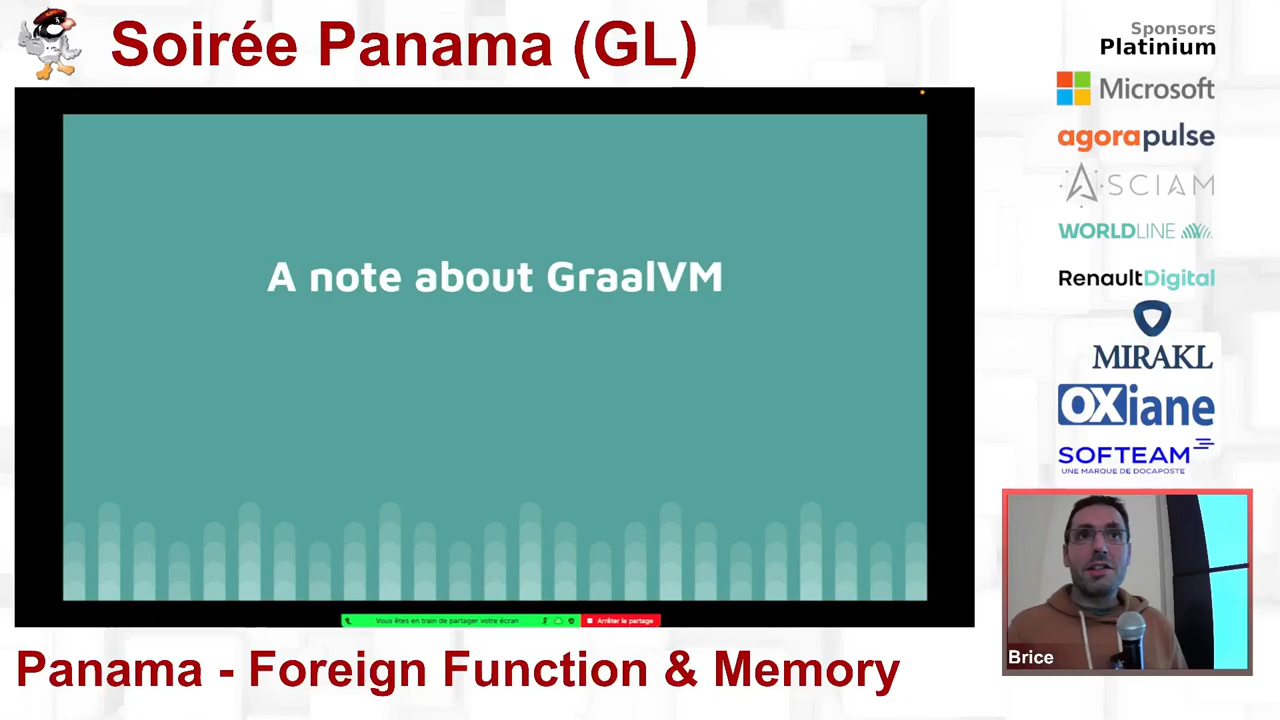 Soirée Panama (GL)
A note about GraalVM
Vous êtes en train de partager votre écran
Arrêter le partage
Panama - Foreign Function & Memory
Sponsors
Platinium
Microsoft
agorapulse
ASCIAM
WORLDLINE
RenaultDigital
MIRAKL
OXiane
SOFTEAM
UNE MARQUE DE DOCAPOSTE
Brice